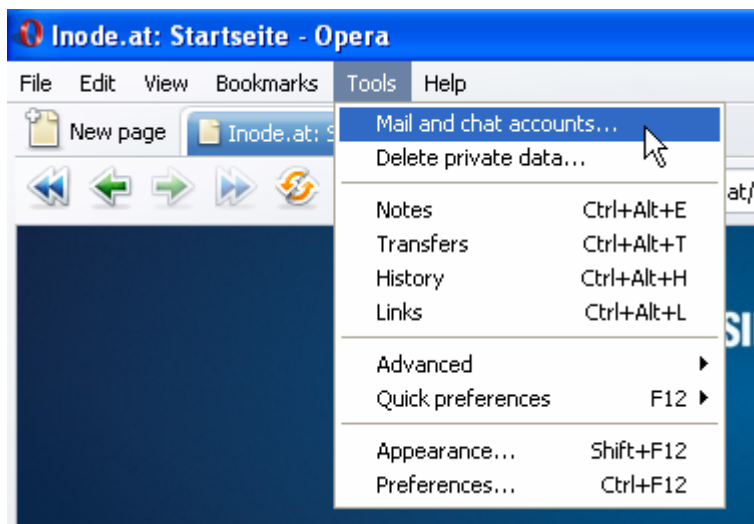 Inode.at: Startseite - Opera
File Edit View Bookmarks Tools Help
New page Inode.at:
Mail and chat accounts...
Delete private data...
at/
Notes Ctrl+Alt+E
Transfers Ctrl+Alt+T
History Ctrl+Alt+H
Links Ctrl+Alt+L
Advanced
Quick preferences F12
Appearance... Shift+F12
Preferences... Ctrl+F12